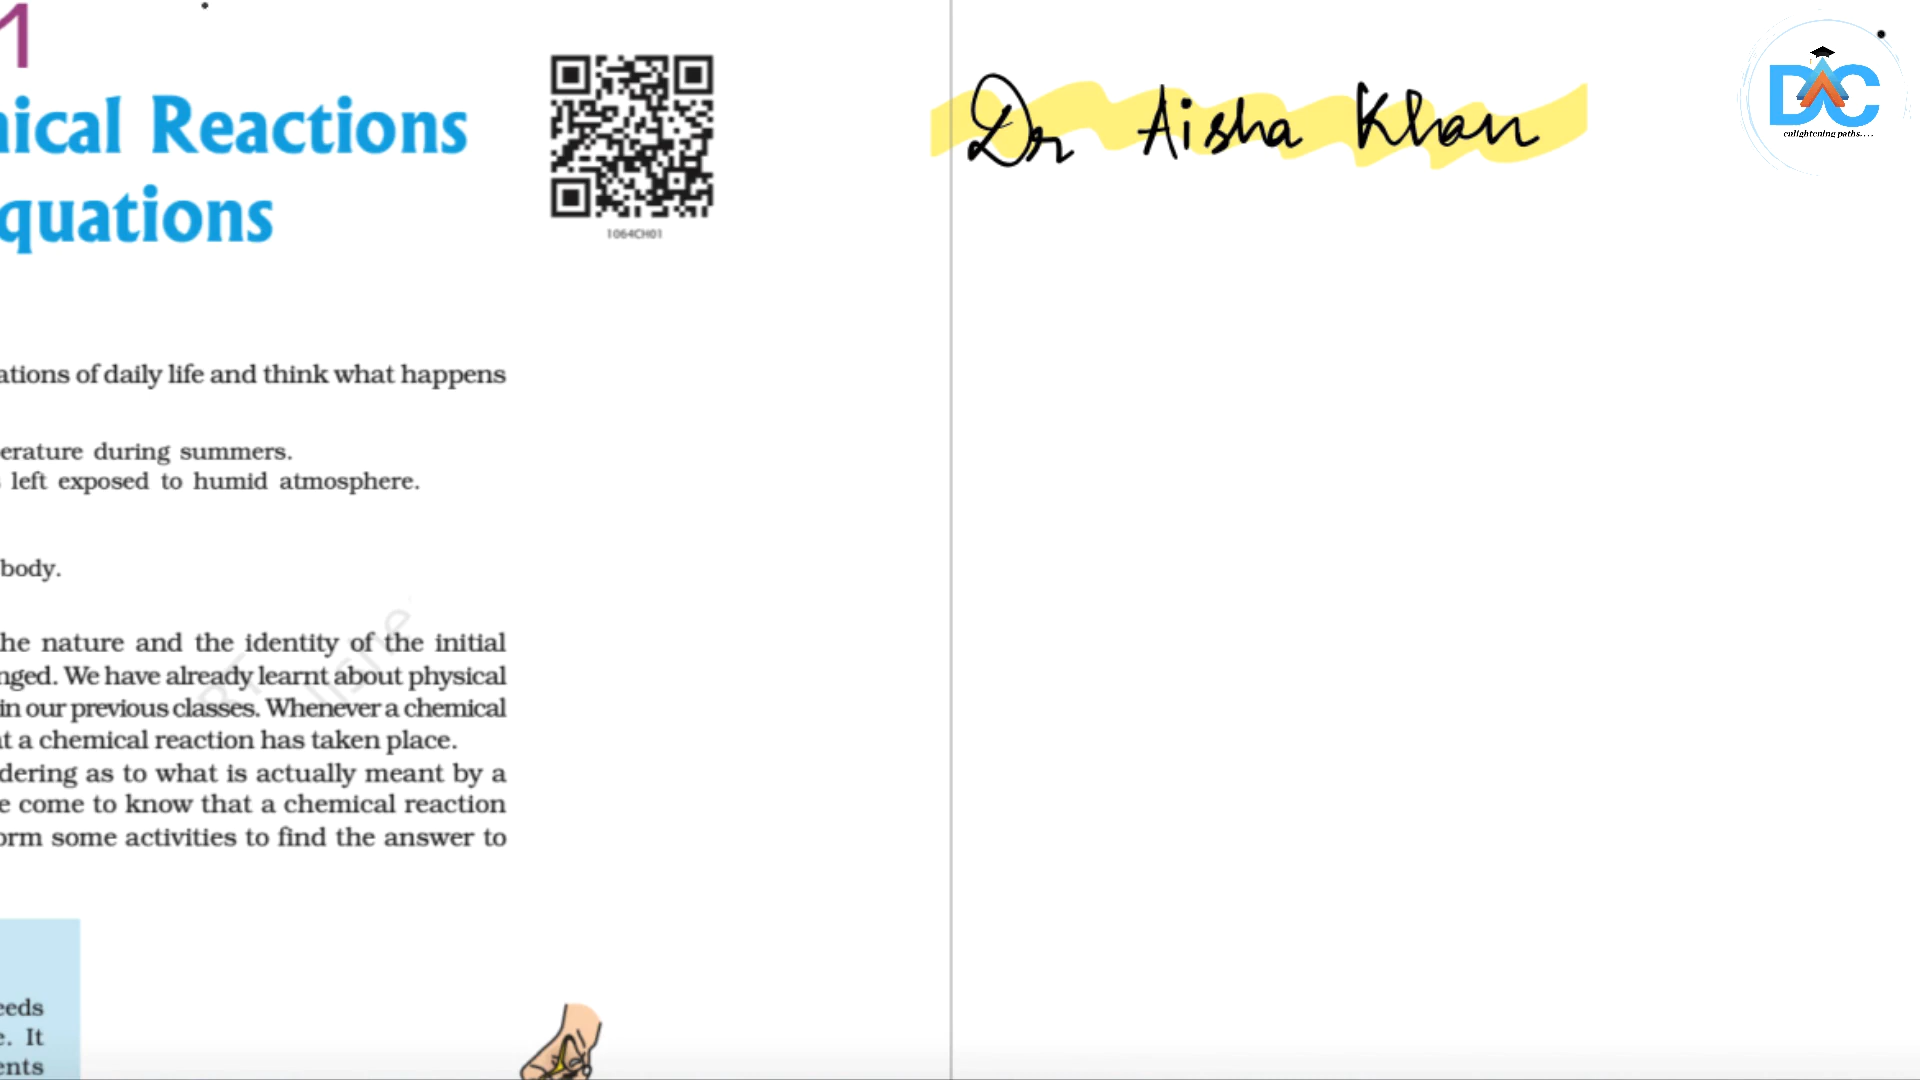 1
ical Reactions
quations
1064CH01
Dr Aisha Khan
DAC
enlightening paths....
ations of daily life and think what happens
erature during summers.
left exposed to humid atmosphere.
body.
he nature and the identity of the initial
nged. We have already learnt about physical
in our previous classes. Whenever a chemical
t a chemical reaction has taken place.
dering as to what is actually meant by a
e come to know that a chemical reaction
orm some activities to find the answer to
eeds
e. It
ents